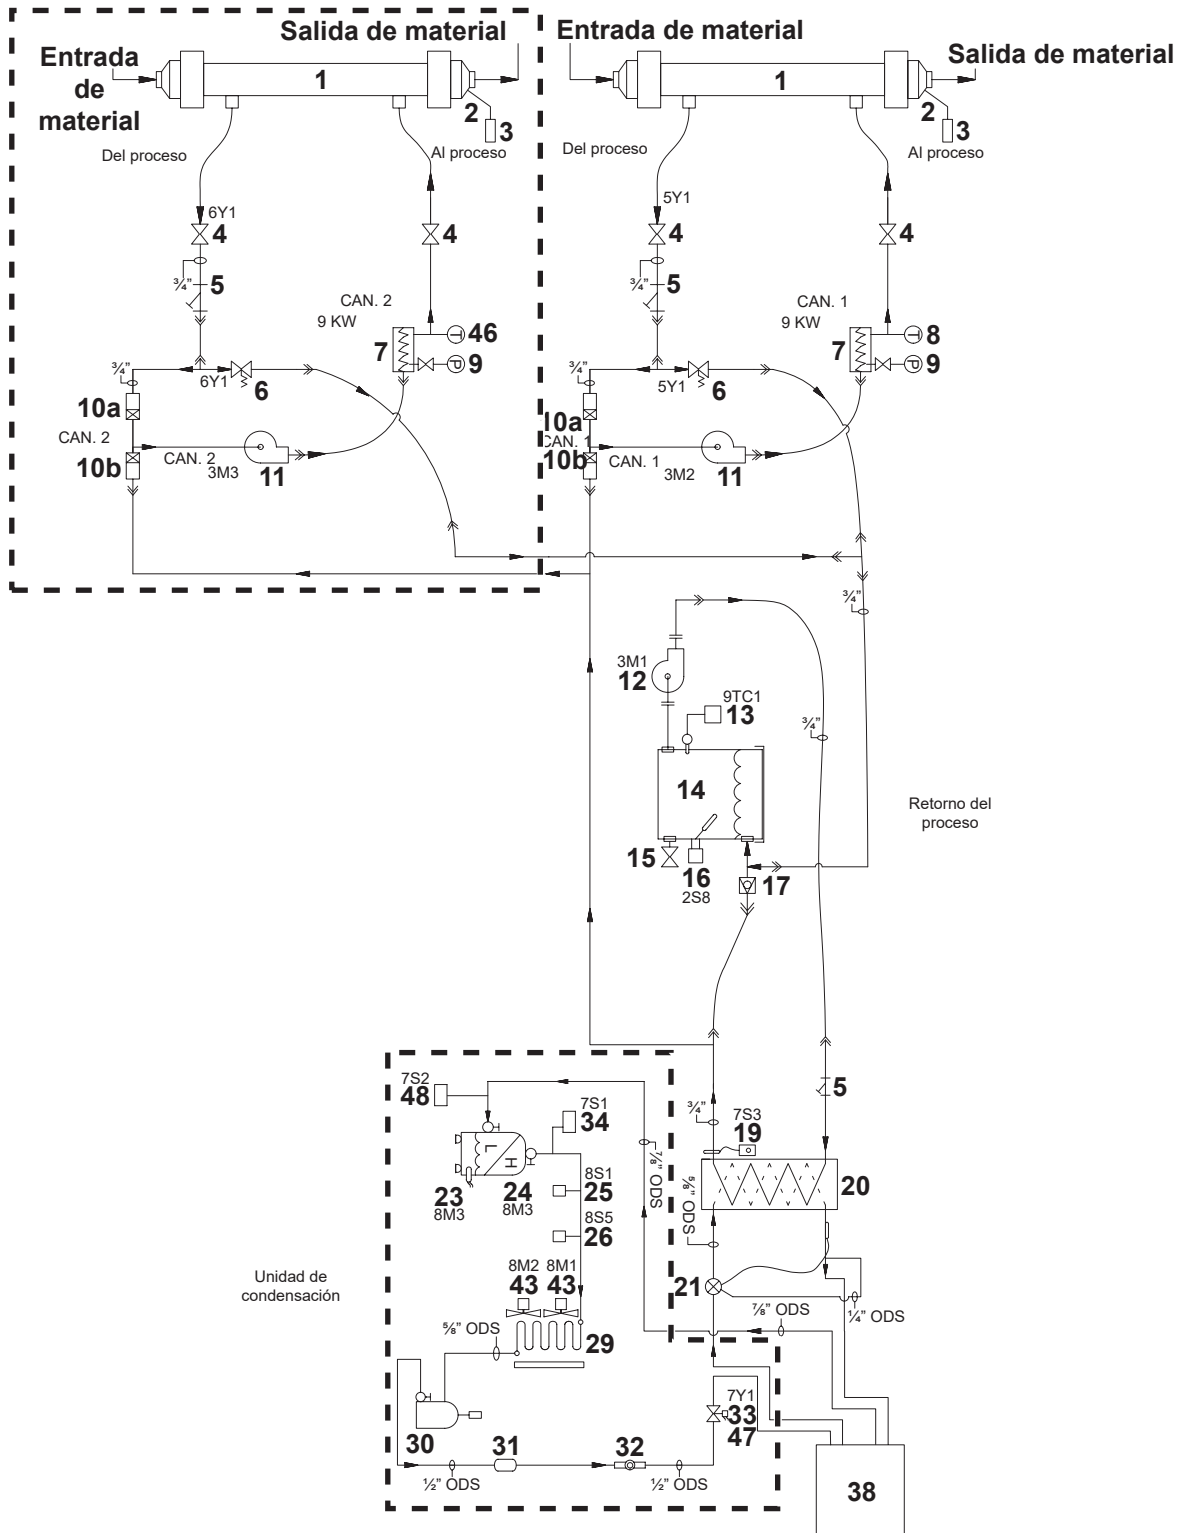 Salida de material
Entrada de material
Entrada
de
material
Salida de material
1
2
3
1
2
3
Del proceso
Al proceso
Del proceso
Al proceso
6Y1
4
4
5Y1
4
4
¾"
5
¾"
5
CAN. 2
9 KW
46
7
9
CAN. 1
9 KW
8
7
9
¾"
6Y1
6
¾"
5Y1
6
10a
CAN. 2
10b
CAN. 2
3M3
11
10a
CAN. 1
10b
CAN. 1
3M2
11
¾"
3M1
12
9TC1
13
¾"
14
Retorno del
proceso
15
16
2S8
17
5
7S2
48
7S1
34
¾"
7S3
19
L
H
⅞" ODS
20
23
8M3
24
8M3
8S1
25
⅝" ODS
8S5
26
Unidad de
condensación
8M2
43
8M1
43
21
⅞" ODS
¼" ODS
⅝" ODS
29
7Y1
33
47
30
31
32
½" ODS
½" ODS
38
T
P
T
P